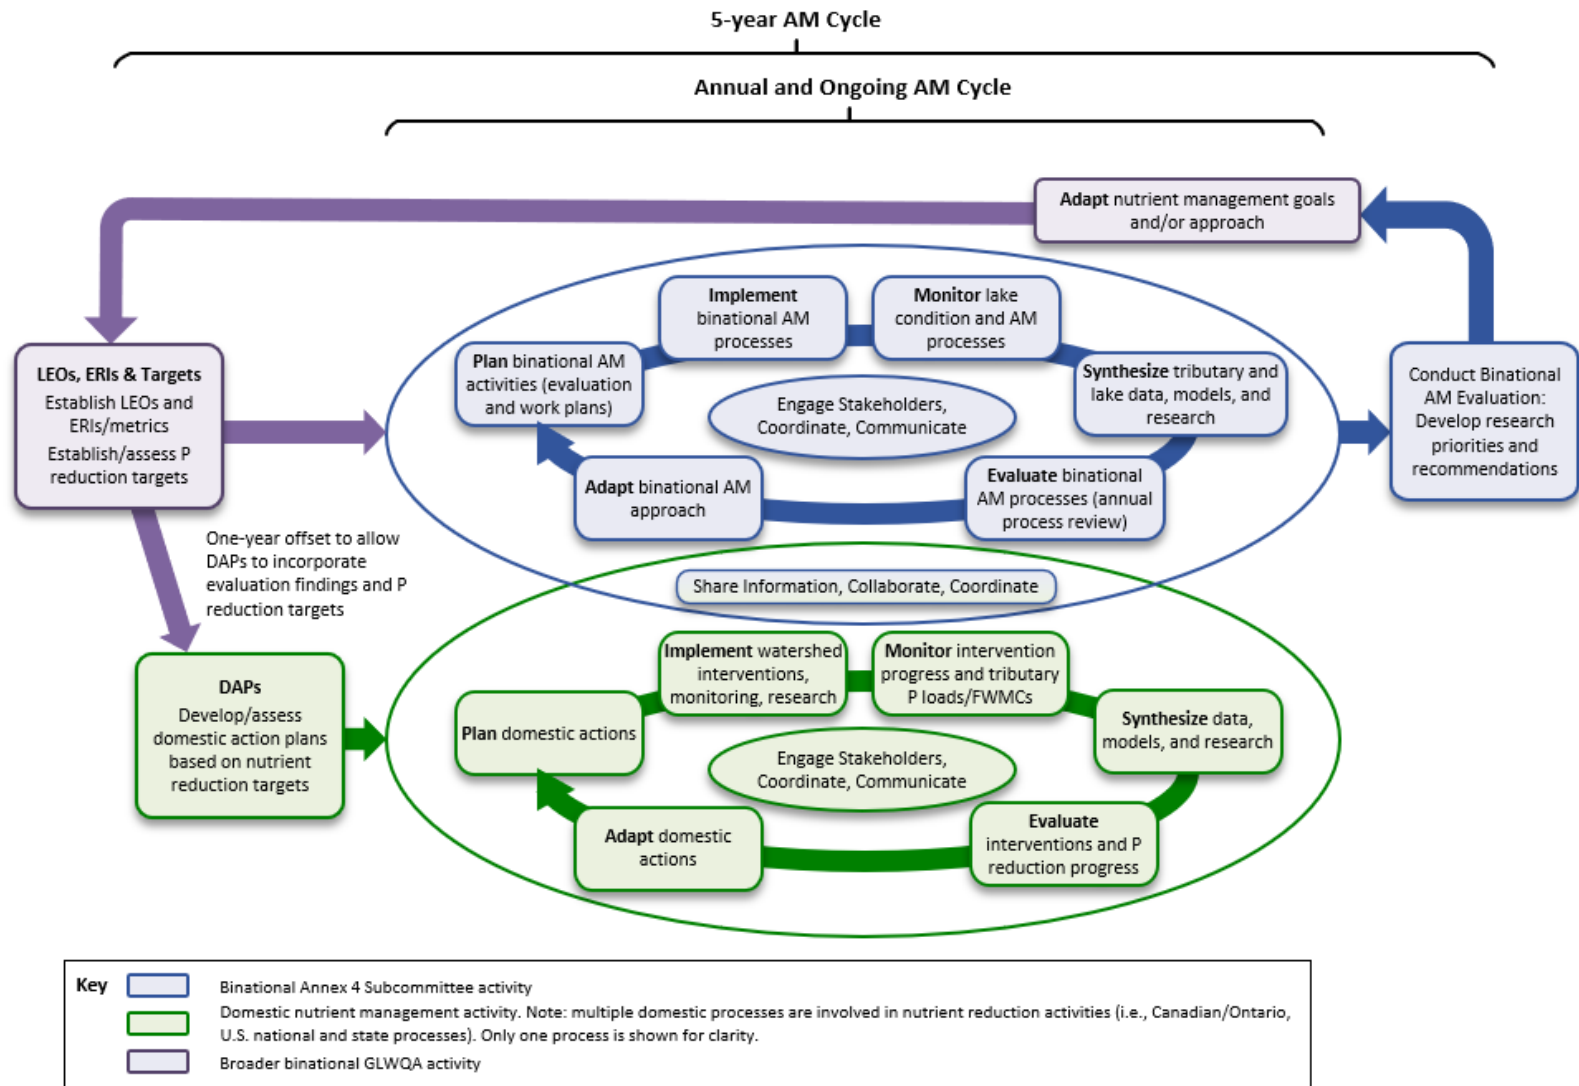 5-year AM Cycle
Annual and Ongoing AM Cycle
Adapt nutrient management goals
and/or approach
Implement
binational AM
processes
Monitor lake
condition and AM
processes
Plan binational AM
activities (evaluation
and work plans)
Synthesize tributary and
lake data, models, and
research
Engage Stakeholders,
Coordinate, Communicate
Adapt binational AM
approach
Evaluate binational
AM processes (annual
process review)
LEOs, ERIs & Targets
Establish LEOs and
ERIs/metrics
Establish/assess P
reduction targets
Conduct Binational
AM Evaluation:
Develop research
priorities and
recommendations
One-year offset to allow
DAPs to incorporate
evaluation findings and P
reduction targets
Share Information, Collaborate, Coordinate
DAPs
Develop/assess
domestic action plans
based on nutrient
reduction targets
Implement watershed
interventions,
monitoring, research
Monitor intervention
progress and tributary
P loads/FWMCs
Plan domestic actions
Synthesize data,
models, and research
Engage Stakeholders,
Coordinate, Communicate
Adapt domestic
actions
Evaluate
interventions and P
reduction progress
Key
Binational Annex 4 Subcommittee activity
Domestic nutrient management activity. Note: multiple domestic processes are involved in nutrient reduction activities (i.e., Canadian/Ontario,
U.S. national and state processes). Only one process is shown for clarity.
Broader binational GLWQA activity